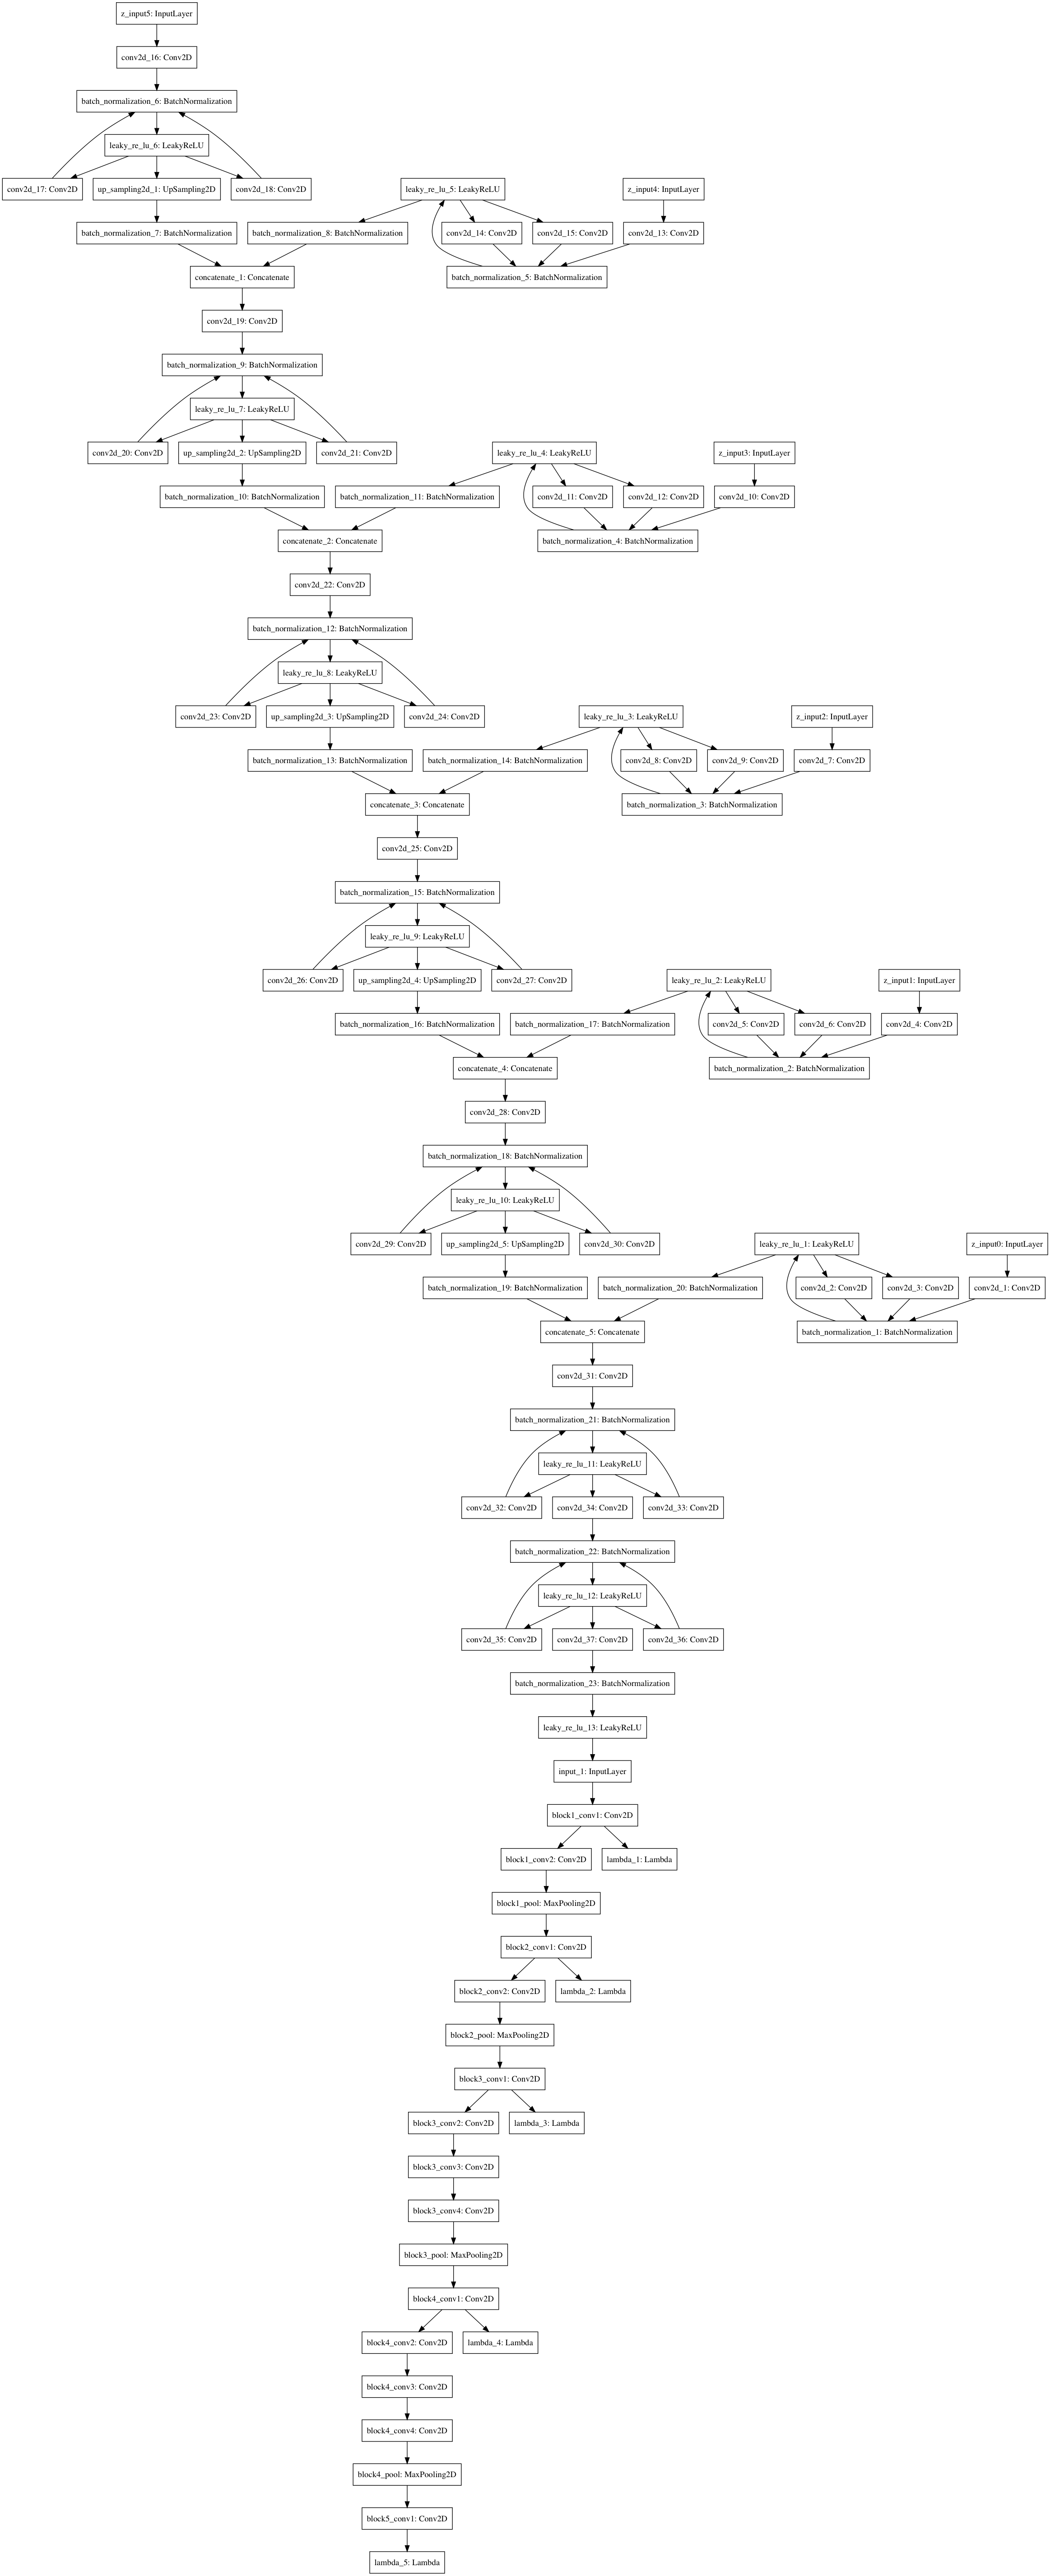 z_input5: InputLayer
conv2d_16: Conv2D
batch_normalization_6: BatchNormalization
leaky_re_lu_6: LeakyReLU
conv2d_17: Conv2D
up_sampling2d_1: UpSampling2D
conv2d_18: Conv2D
leaky_re_lu_5: LeakyReLU
z_input4: InputLayer
batch_normalization_7: BatchNormalization
batch_normalization_8: BatchNormalization
conv2d_14: Conv2D
conv2d_15: Conv2D
conv2d_13: Conv2D
concatenate_1: Concatenate
batch_normalization_5: BatchNormalization
conv2d_19: Conv2D
batch_normalization_9: BatchNormalization
leaky_re_lu_7: LeakyReLU
conv2d_20: Conv2D
up_sampling2d_2: UpSampling2D
conv2d_21: Conv2D
leaky_re_lu_4: LeakyReLU
z_input3: InputLayer
batch_normalization_10: BatchNormalization
batch_normalization_11: BatchNormalization
conv2d_11: Conv2D
conv2d_12: Conv2D
conv2d_10: Conv2D
concatenate_2: Concatenate
batch_normalization_4: BatchNormalization
conv2d_22: Conv2D
batch_normalization_12: BatchNormalization
leaky_re_lu_8: LeakyReLU
conv2d_23: Conv2D
up_sampling2d_3: UpSampling2D
conv2d_24: Conv2D
leaky_re_lu_3: LeakyReLU
z_input2: InputLayer
batch_normalization_13: BatchNormalization
batch_normalization_14: BatchNormalization
conv2d_8: Conv2D
conv2d_9: Conv2D
conv2d_7: Conv2D
concatenate_3: Concatenate
batch_normalization_3: BatchNormalization
conv2d_25: Conv2D
batch_normalization_15: BatchNormalization
leaky_re_lu_9: LeakyReLU
conv2d_26: Conv2D
up_sampling2d_4: UpSampling2D
conv2d_27: Conv2D
leaky_re_lu_2: LeakyReLU
z_input1: InputLayer
batch_normalization_16: BatchNormalization
batch_normalization_17: BatchNormalization
conv2d_5: Conv2D
conv2d_6: Conv2D
conv2d_4: Conv2D
concatenate_4: Concatenate
batch_normalization_2: BatchNormalization
conv2d_28: Conv2D
batch_normalization_18: BatchNormalization
leaky_re_lu_10: LeakyReLU
conv2d_29: Conv2D
up_sampling2d_5: UpSampling2D
conv2d_30: Conv2D
leaky_re_lu_1: LeakyReLU
z_input0: InputLayer
batch_normalization_19: BatchNormalization
batch_normalization_20: BatchNormalization
conv2d_2: Conv2D
conv2d_3: Conv2D
conv2d_1: Conv2D
concatenate_5: Concatenate
batch_normalization_1: BatchNormalization
conv2d_31: Conv2D
batch_normalization_21: BatchNormalization
leaky_re_lu_11: LeakyReLU
conv2d_32: Conv2D
conv2d_34: Conv2D
conv2d_33: Conv2D
batch_normalization_22: BatchNormalization
leaky_re_lu_12: LeakyReLU
conv2d_35: Conv2D
conv2d_37: Conv2D
conv2d_36: Conv2D
batch_normalization_23: BatchNormalization
leaky_re_lu_13: LeakyReLU
input_1: InputLayer
block1_conv1: Conv2D
block1_conv2: Conv2D
lambda_1: Lambda
block1_pool: MaxPooling2D
block2_conv1: Conv2D
block2_conv2: Conv2D
lambda_2: Lambda
block2_pool: MaxPooling2D
block3_conv1: Conv2D
block3_conv2: Conv2D
lambda_3: Lambda
block3_conv3: Conv2D
block3_conv4: Conv2D
block3_pool: MaxPooling2D
block4_conv1: Conv2D
block4_conv2: Conv2D
lambda_4: Lambda
block4_conv3: Conv2D
block4_conv4: Conv2D
block4_pool: MaxPooling2D
block5_conv1: Conv2D
lambda_5: Lambda